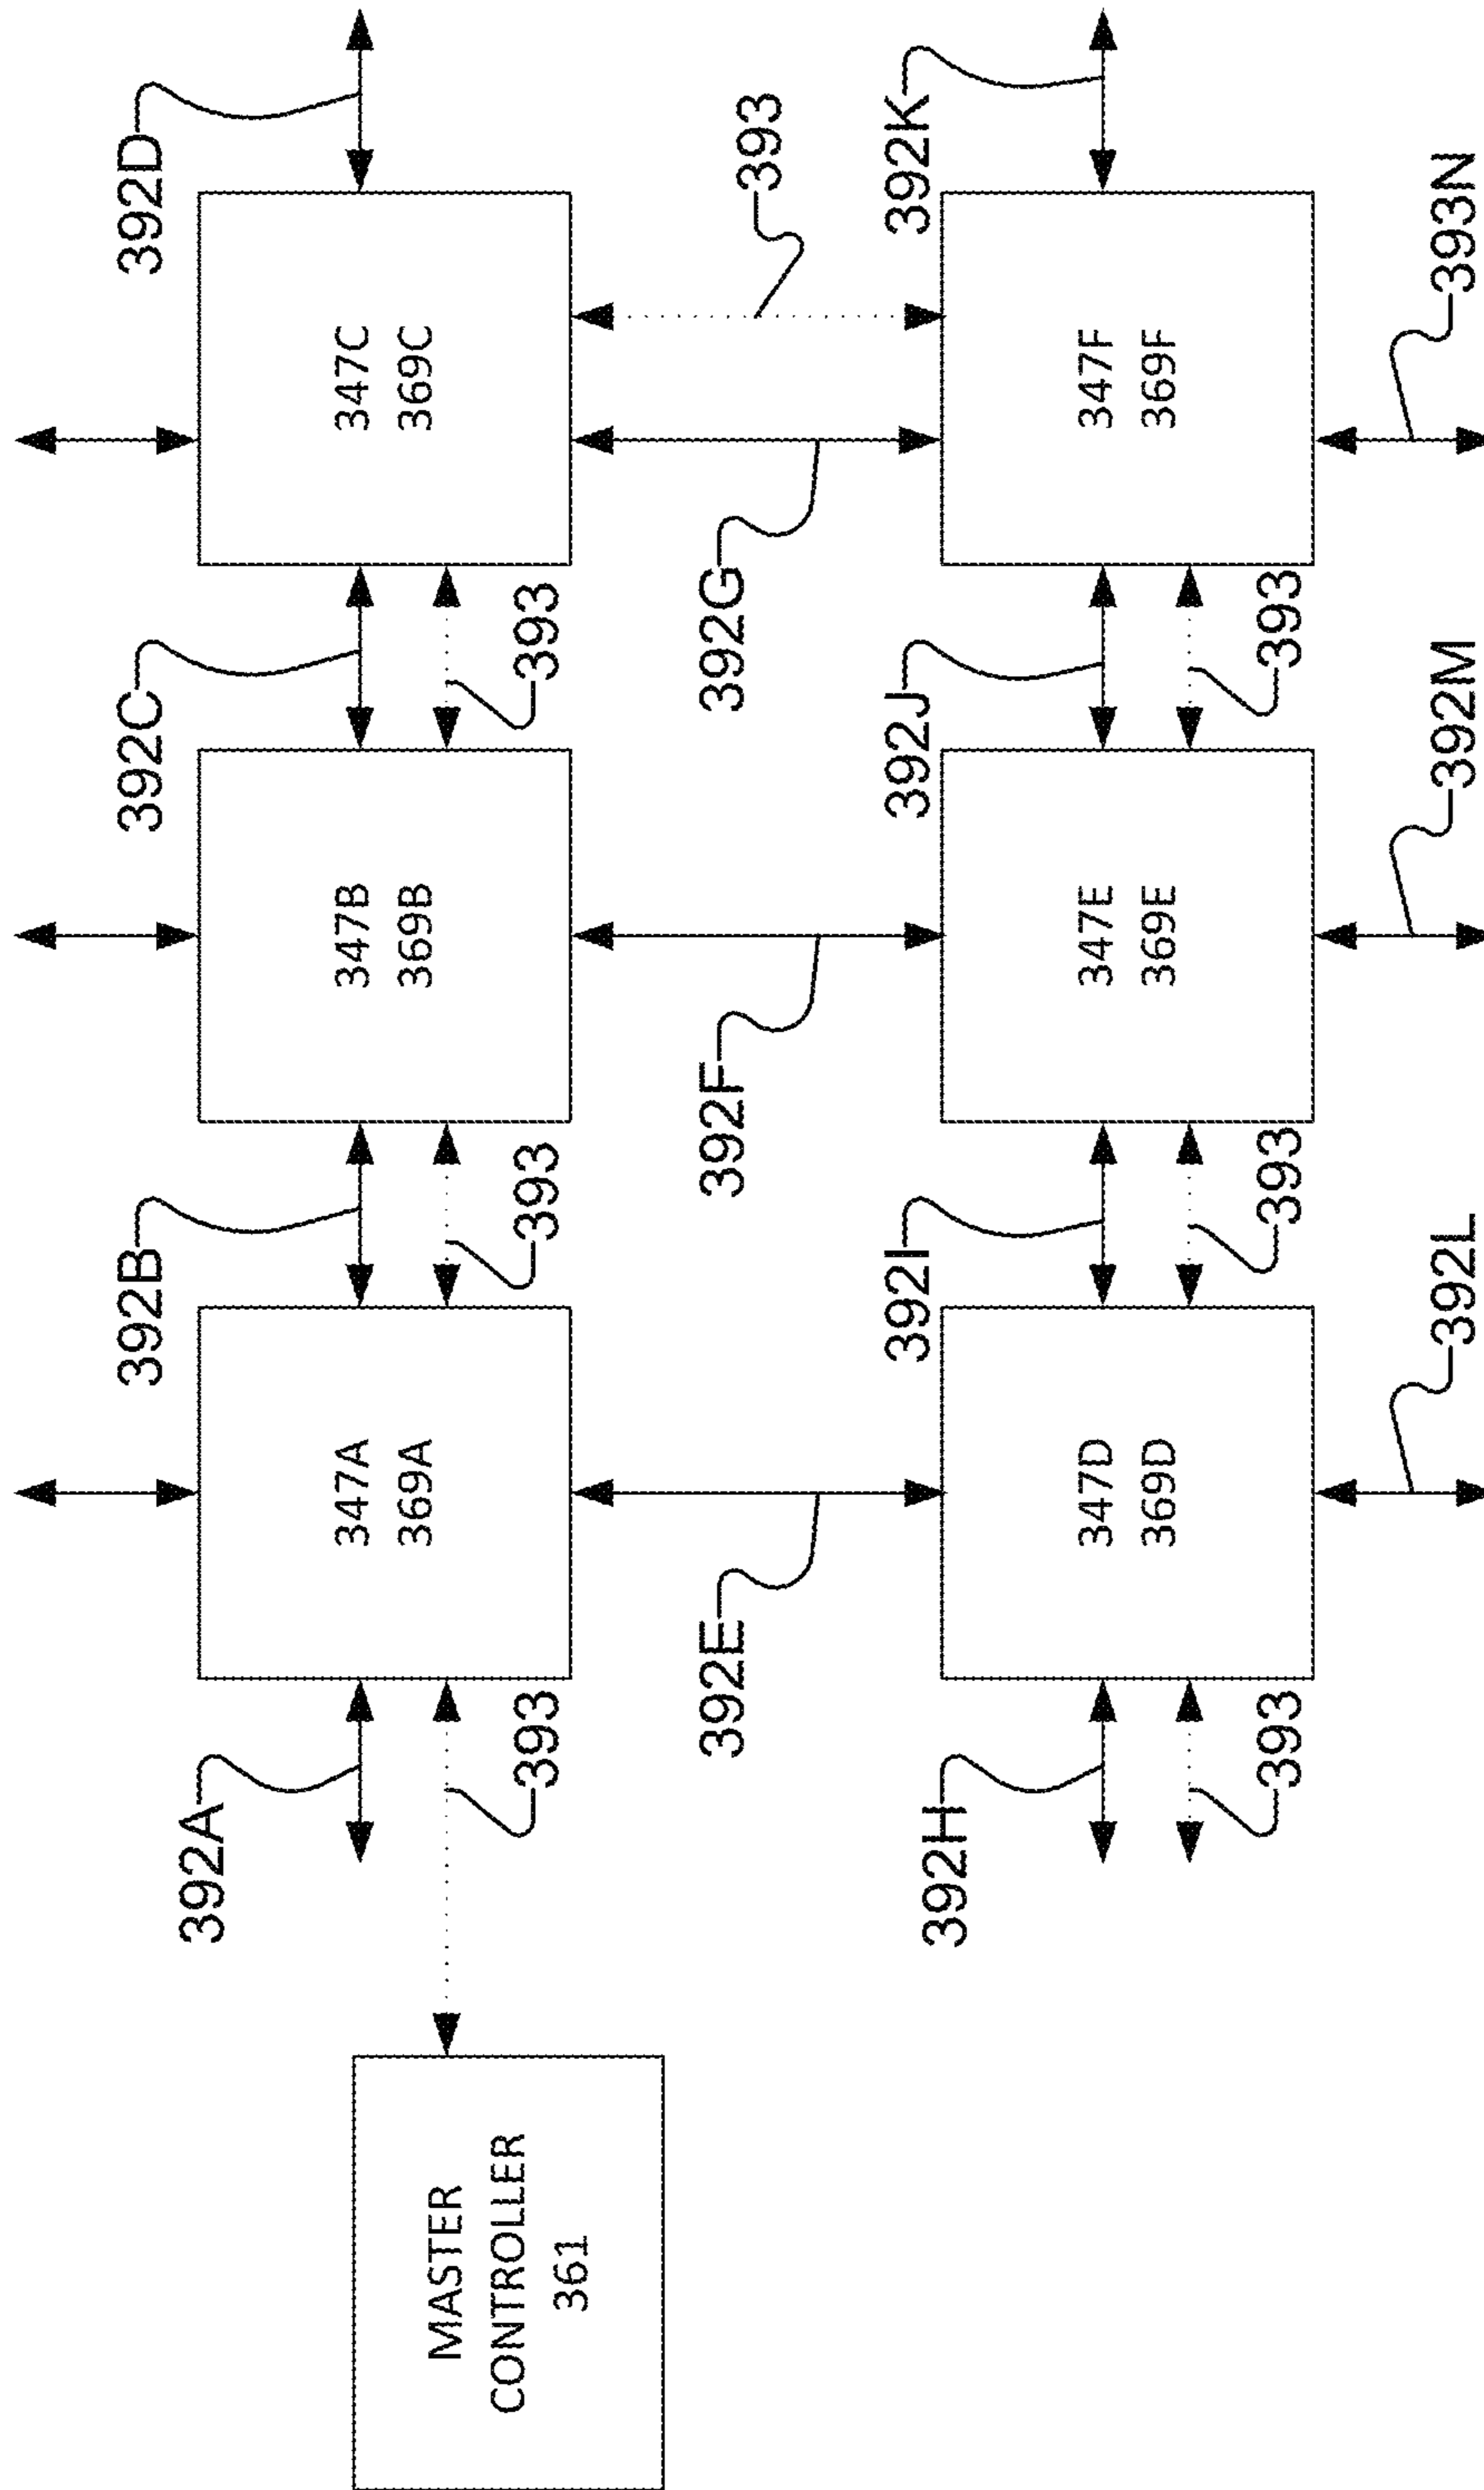 392A
392B
392C
392D
MASTER
CONTROLLER
361
347A
369A
347B
369B
347C
369C
393
393
393
392E
392F
392G
393
392H
392I
392J
392K
347D
369D
347E
369E
347F
369F
393
393
393
392L
392M
393N